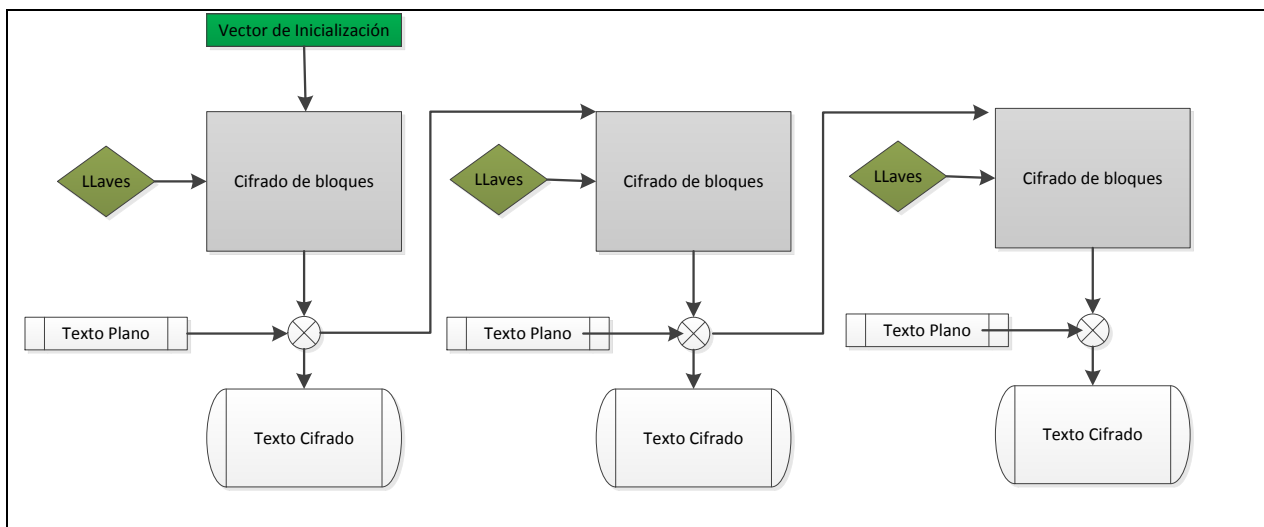 Vector de Inicialización
LLaves
Cifrado de bloques
LLaves
Cifrado de bloques
LLaves
Cifrado de bloques
Texto Plano
Texto Plano
Texto Plano
Texto Cifrado
Texto Cifrado
Texto Cifrado